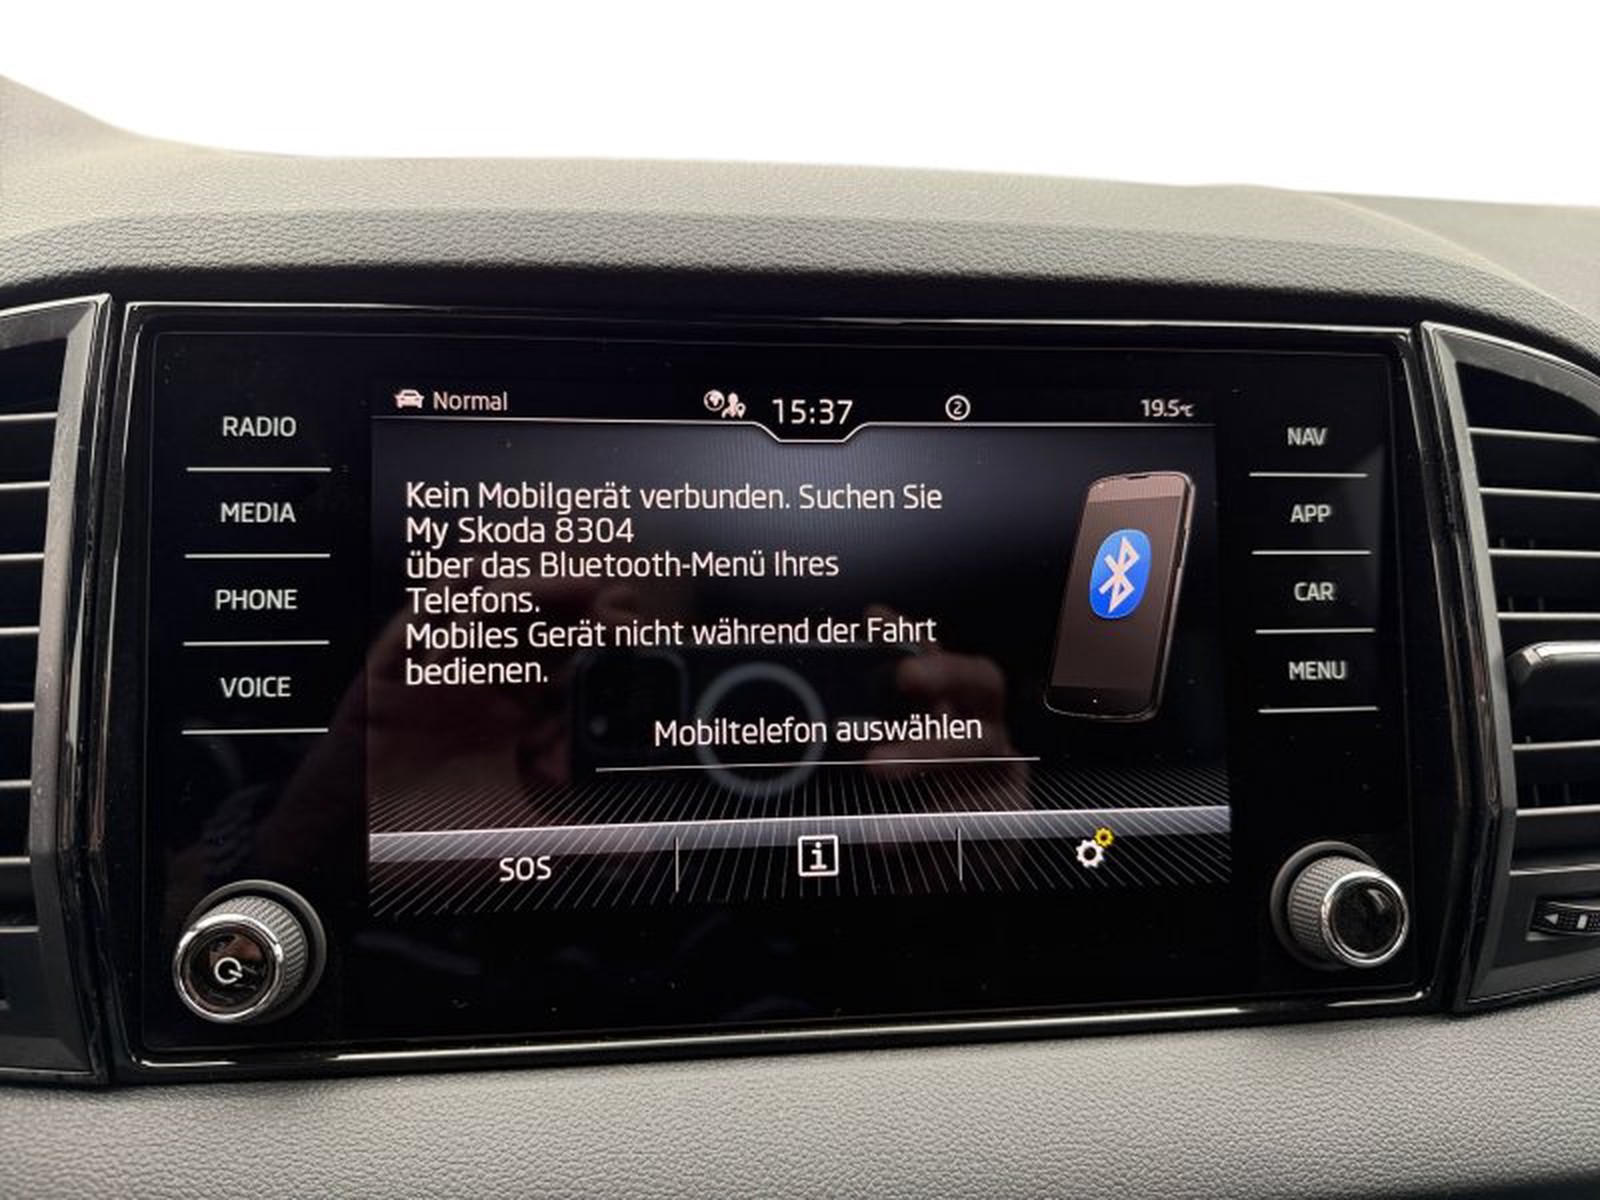 Normal
15:37
2
19.5°C
RADIO
MEDIA
PHONE
VOICE
Kein Mobilgerät verbunden. Suchen Sie
My Skoda 8304
über das Bluetooth-Menü Ihres
Telefons.
Mobiles Gerät nicht während der Fahrt
bedienen.
Mobiltelefon auswählen
SOS
i
NAV
APP
CAR
MENU